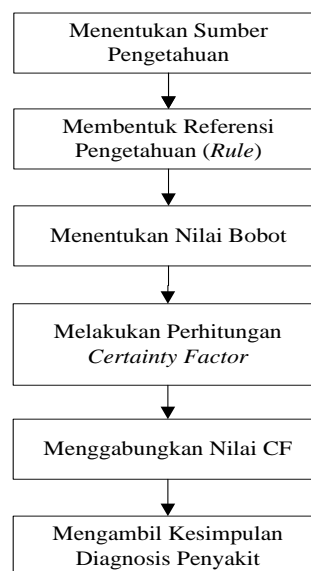 Menentukan Sumber
Pengetahuan
Membentuk Referensi
Pengetahuan (Rule)
Menentukan Nilai Bobot
Melakukan Perhitungan
Certainty Factor
Menggabungkan Nilai CF
Mengambil Kesimpulan
Diagnosis Penyakit